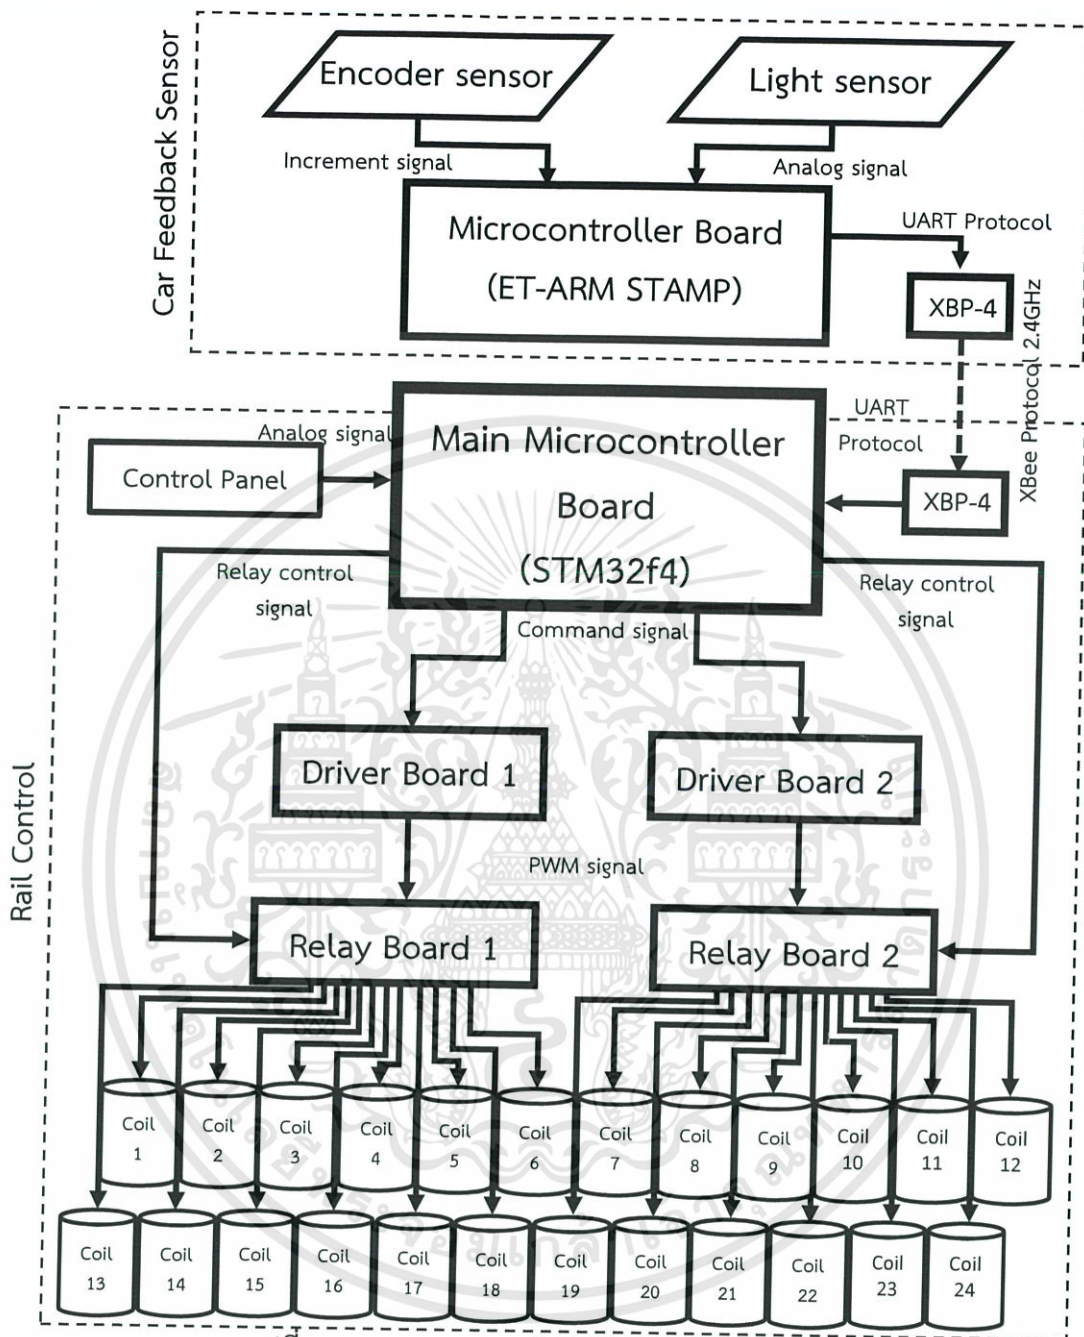 Car Feedback Sensor
Encoder sensor
Light sensor
Increment signal
Analog signal
Microcontroller Board
(ET-ARM STAMP)
UART Protocol
XBP-4
XBee Protocol 2.4GHz
Rail Control
Analog signal
Control Panel
Main Microcontroller
Board
(STM32f4)
UART
Protocol
XBP-4
Relay control
signal
Relay control
signal
Command signal
Driver Board 1
Driver Board 2
PWM signal
Relay Board 1
Relay Board 2
Coil
1
Coil
2
Coil
3
Coil
4
Coil
5
Coil
6
Coil
7
Coil
8
Coil
9
Coil
10
Coil
11
Coil
12
Coil
13
Coil
14
Coil
15
Coil
16
Coil
17
Coil
18
Coil
19
Coil
20
Coil
21
Coil
22
Coil
23
Coil
24